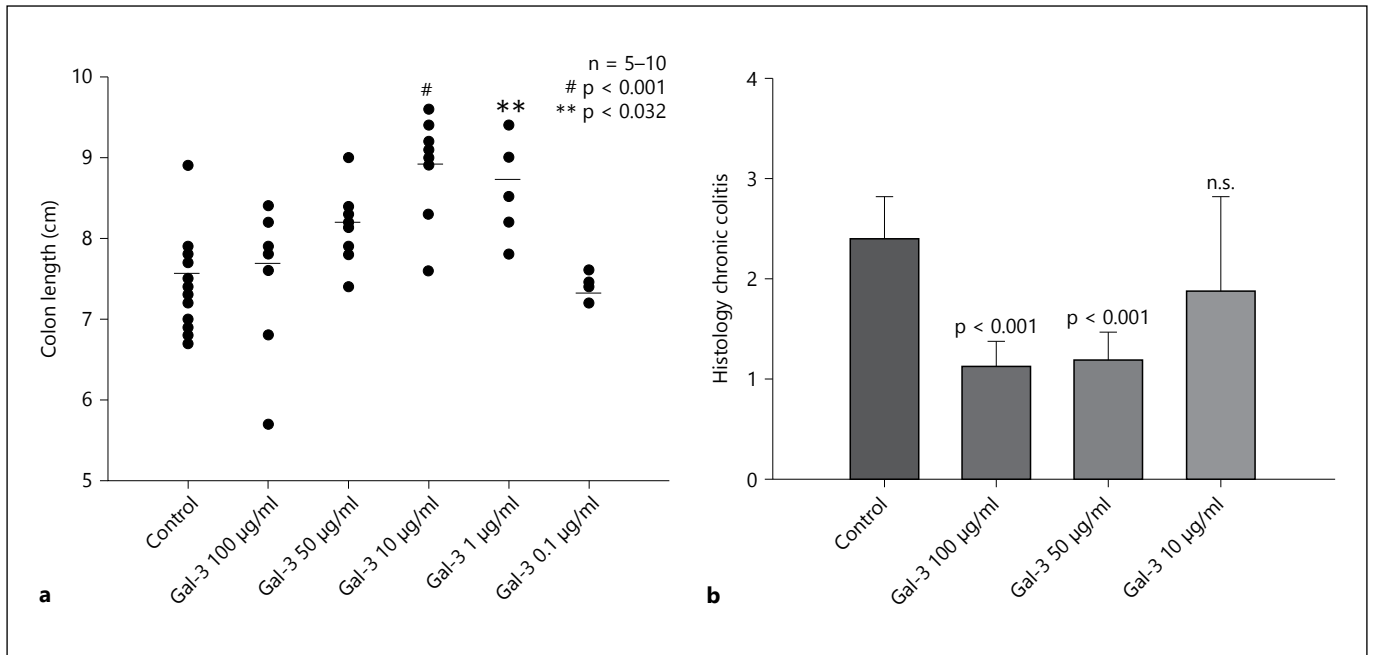 n = 5–10
# p < 0.001
** p < 0.032
Colon length (cm)
10
9
8
7
6
5
#
**
Control
Gal-3 100 µg/ml
Gal-3 50 µg/ml
Gal-3 10 µg/ml
Gal-3 1 µg/ml
Gal-3 0.1 µg/ml
a
Histology chronic colitis
4
3
2
1
0
p < 0.001
p < 0.001
n.s.
Control
Gal-3 100 µg/ml
Gal-3 50 µg/ml
Gal-3 10 µg/ml
b